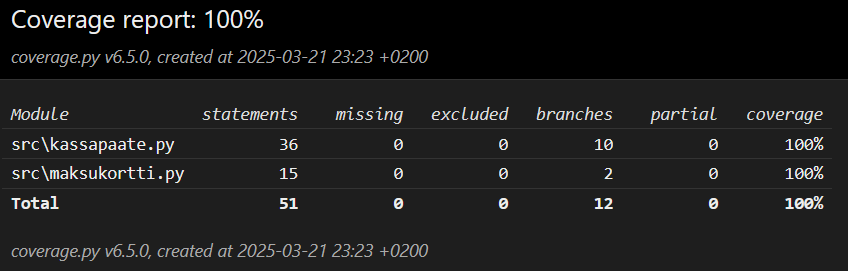 Coverage report: 100%
coverage.py v6.5.0, created at 2025-03-21 23:23 +0200
Module statements missing excluded branches partial coverage
src\kassapaate.py 36 0 0 10 0 100%
src\maksukortti.py 15 0 0 2 0 100%
Total 51 0 0 12 0 100%
coverage.py v6.5.0, created at 2025-03-21 23:23 +0200